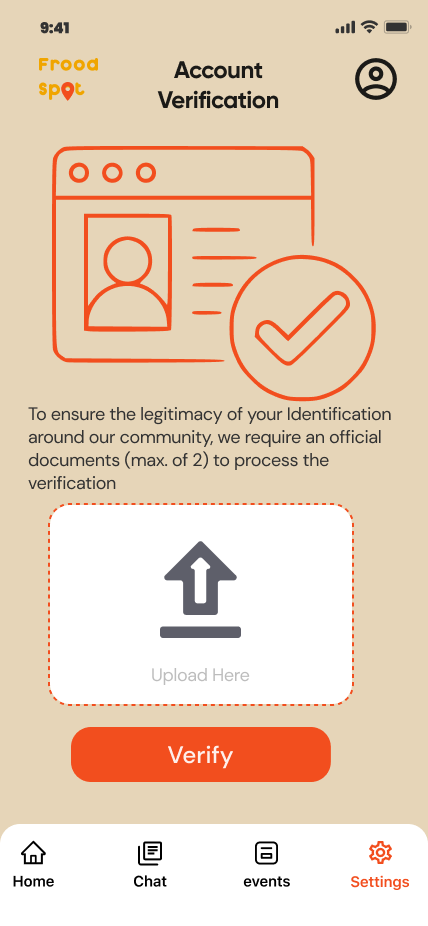 9:41
Frood
Spot
Account
Verification
To ensure the legitimacy of your Identification
around our community, we require an official
documents (max. of 2) to process the
verification
Upload Here
Verify
Home
Chat
events
Settings